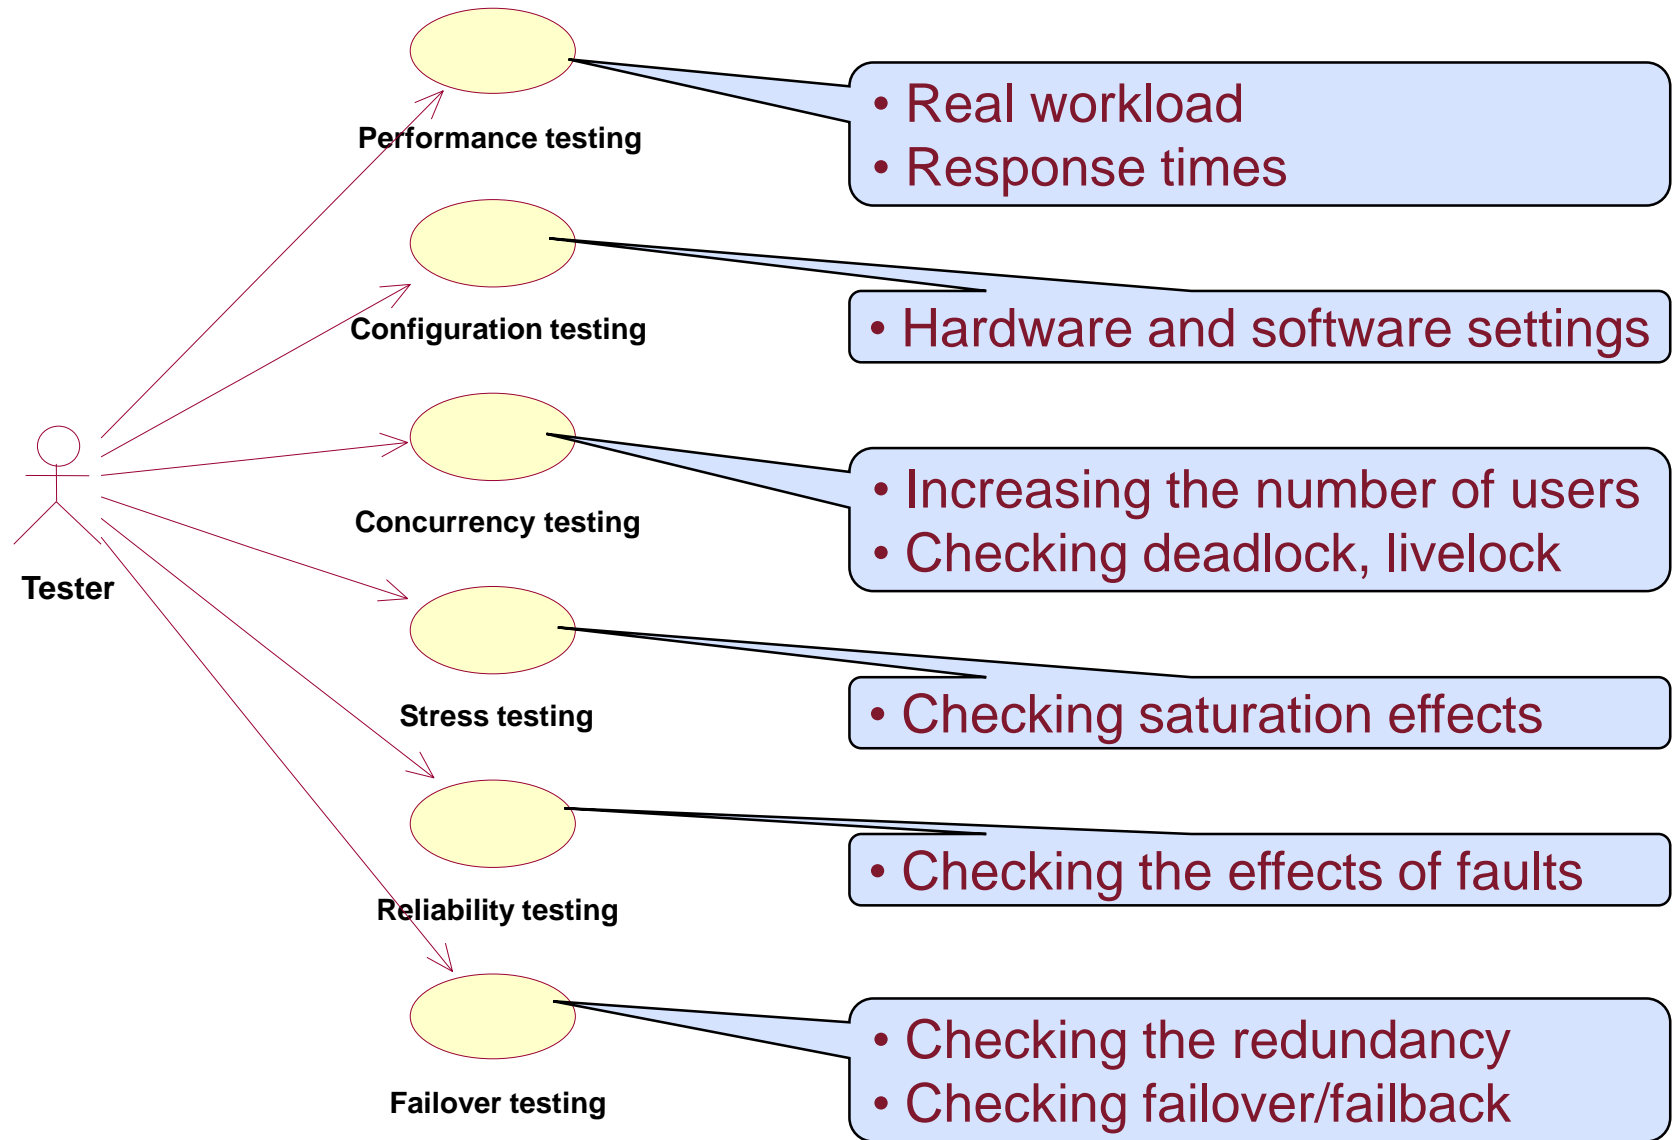 Performance testing
• Real workload
• Response times
Configuration testing
• Hardware and software settings
Concurrency testing
• Increasing the number of users
• Checking deadlock, livelock
Tester
Stress testing
• Checking saturation effects
Reliability testing
• Checking the effects of faults
Failover testing
• Checking the redundancy
• Checking failover/failback